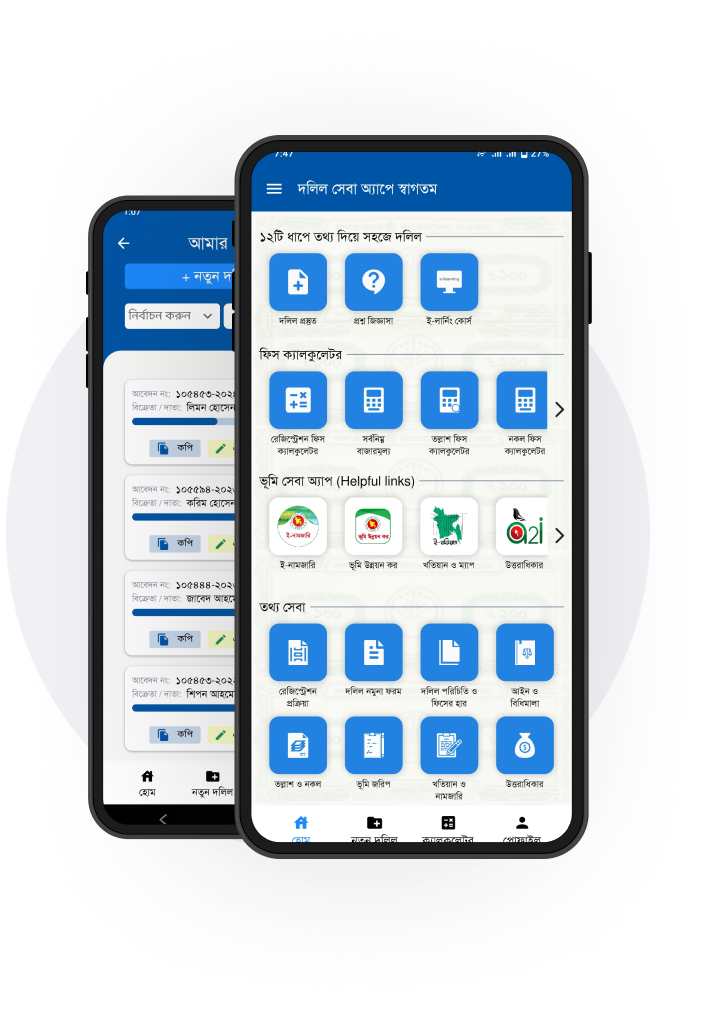 7:47
27%
দলিল সেবা অ্যাপে স্বাগতম
১২টি ধাপে তথ্য দিয়ে সহজে দলিল
দলিল প্রস্তুত
প্রশ্ন জিজ্ঞাসা
e-learning
ই-লার্নিং কোর্স
ফিস ক্যালকুলেটর
রেজিস্ট্রেশন ফিস
ক্যালকুলেটর
সর্বনিম্ন
বাজারমূল্য
তল্লাশ ফিস
ক্যালকুলেটর
নকল ফিস
ক্যালকুলেটর
ভূমি সেবা অ্যাপ (Helpful links)
ই-নামজারি
ভূমি উন্নয়ন কর
ই-খতিয়ান
a2i
ই-নামজারি
ভূমি উন্নয়ন কর
খতিয়ান ও ম্যাপ
উত্তরাধিকার
তথ্য সেবা
রেজিস্ট্রেশন
প্রক্রিয়া
দলিল নমুনা ফরম
দলিল পরিচিতি ও
ফিসের হার
আইন ও
বিধিমালা
তল্লাশ ও নকল
ভূমি জরিপ
খতিয়ান ও
নামজারি
উত্তরাধিকার
হোম
নতুন দলিল
ক্যালকুলেটর
প্রোফাইল
1:07
আমার
+ নতুন
নির্বাচন করুন
আবেদন নং: ১০৫৪৫৩-২০২
বিক্রেতা / দাতা: লিমন হোসেন
কপি
আবেদন নং: ১০৫৫৯৪-২০২
বিক্রেতা / দাতা: করিম হোসেন
কপি
আবেদন নং: ১০৫৪৪৪-২০২
বিক্রেতা / দাতা: জাবেদ আহমে
কপি
আবেদন নং: ১০৫৪৫৩-২০২
বিক্রেতা / দাতা: শিপন আহমে
কপি
হোম
নতুন দলিল